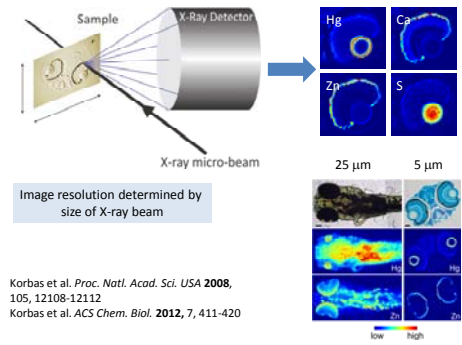 Sample
X-Ray Detector
X-ray micro-beam
Hg
Ca
Zn
S
Image resolution determined by
size of X-ray beam
25 µm
5 µm
Hg
Hg
Zn
Zn
low
high
Korbas et al. Proc. Natl. Acad. Sci. USA 2008,
105, 12108-12112
Korbas et al. ACS Chem. Biol. 2012, 7, 411-420